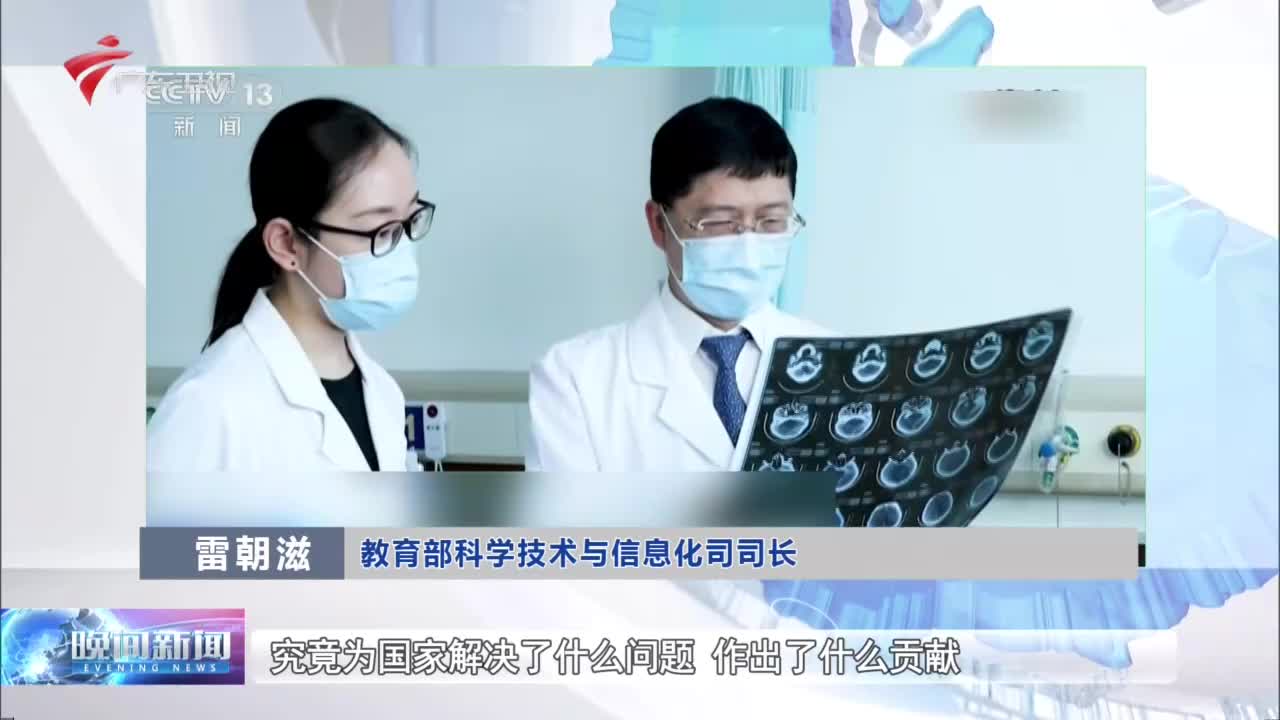 广东卫视
CCTV 13
新闻
雷朝滋
教育部科学技术与信息化司司长
晚间新闻
EVENING NEWS
究竟为国家解决了什么问题 作出了什么贡献